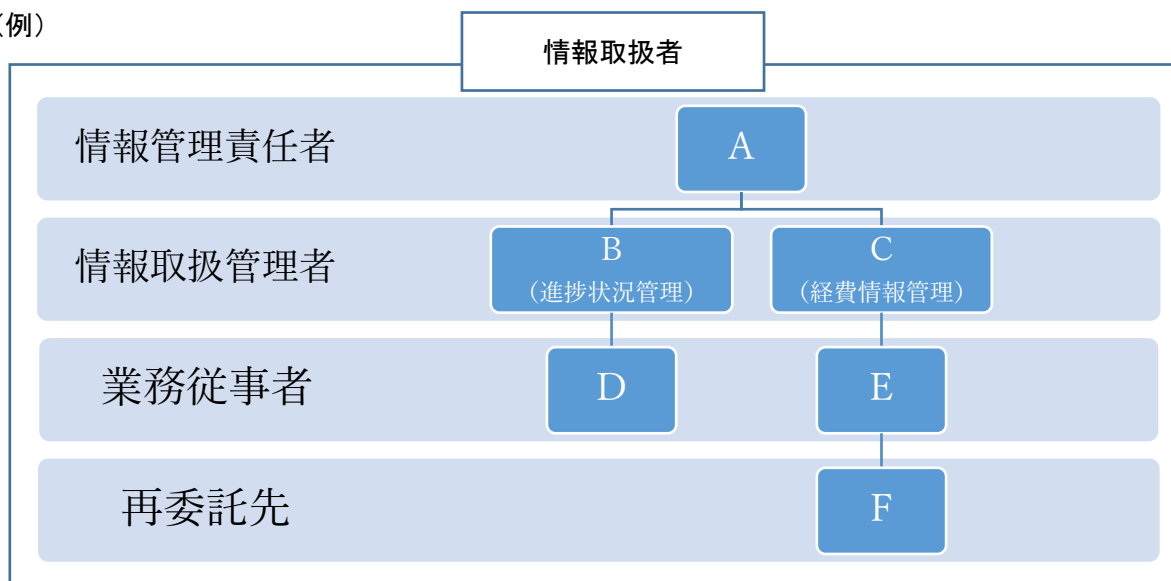 （例）
情報取扱者
情報管理責任者
A
情報取扱管理者
B
（進捗状況管理）
C
（経費情報管理）
業務従事者
D
E
再委託先
F